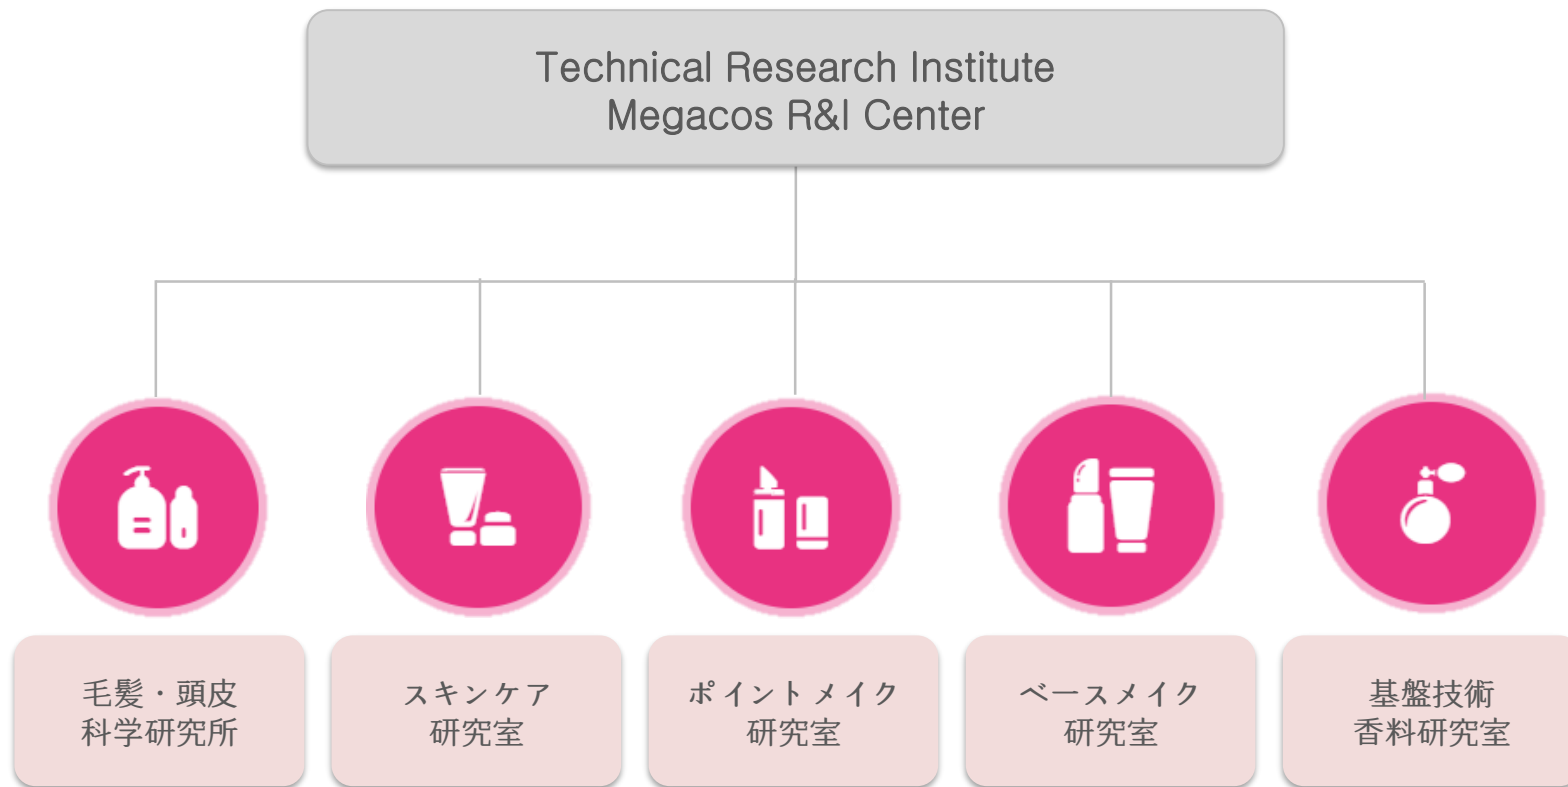 Technical Research Institute
Megacos R&I Center
毛髪・頭皮
科学研究所
スキンケア
研究室
ポイントメイク
研究室
ベースメイク
研究室
基盤技術
香料研究室